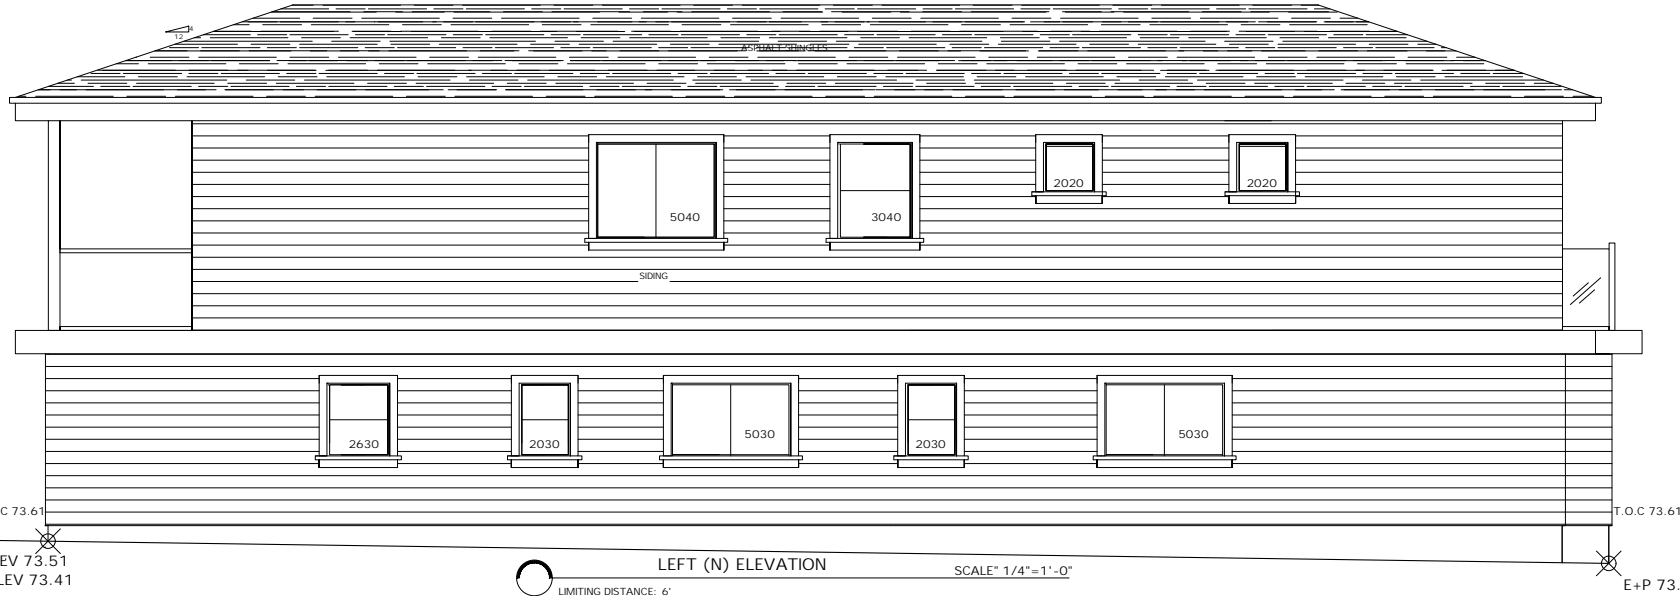 12
ASPHALT SHINGLES
5040
3040
2020
2020
SIDING
2630
2030
5030
2030
5030
C 73.61
T.O.C 73.61
EV 73.51
LEV 73.41
LEFT (N) ELEVATION
SCALE" 1/4"=1'-0"
LIMITING DISTANCE: 6'
E+P 73.